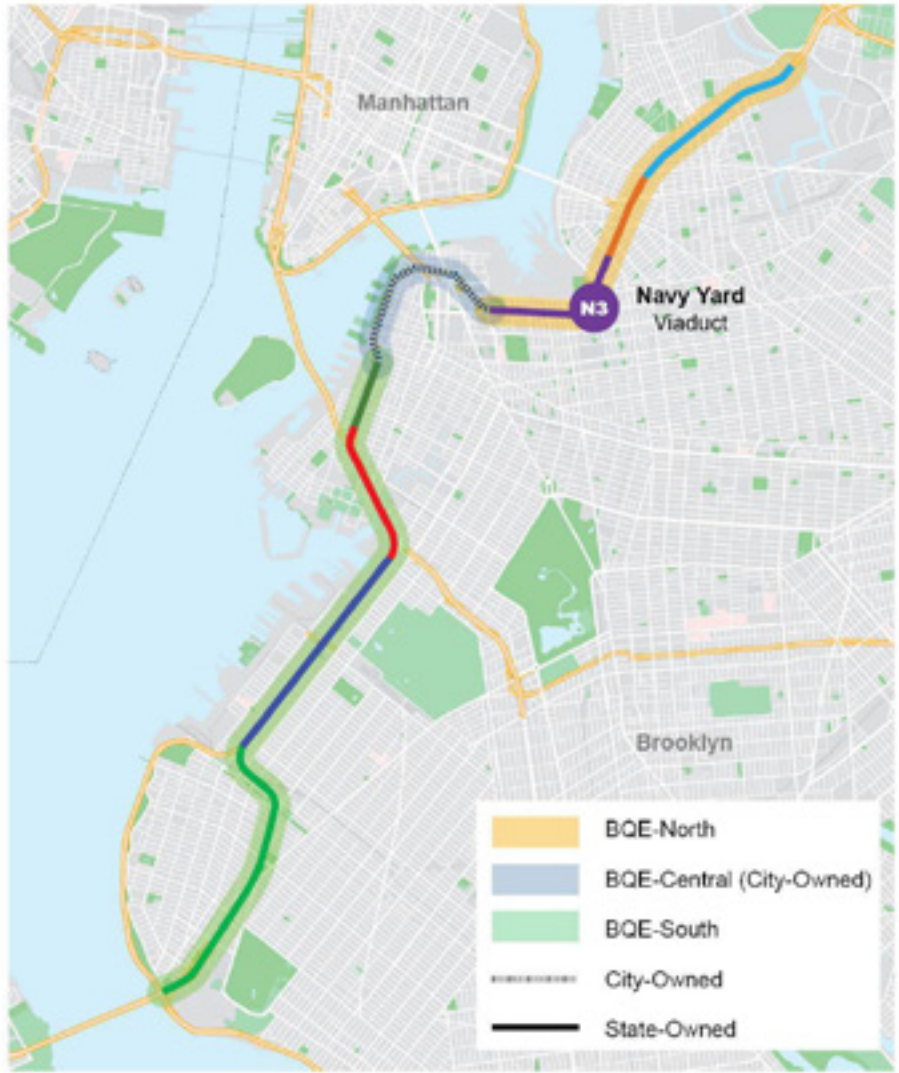 Manhattan
N3
Navy Yard
Viaduct
Brooklyn
BQE-North
BQE-Central (City-Owned)
BQE-South
City-Owned
State-Owned